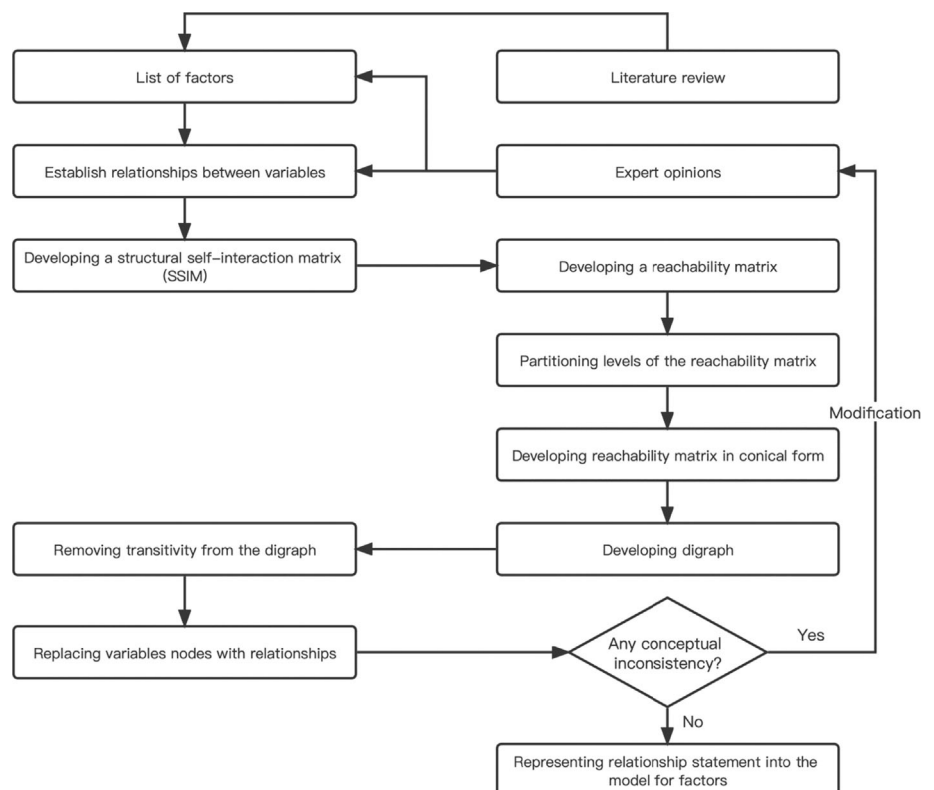 List of factors
Literature review
Establish relationships between variables
Expert opinions
Developing a structural self-interaction matrix
(SSIM)
Developing a reachability matrix
Partitioning levels of the reachability matrix
Modification
Developing reachability matrix in conical form
Removing transitivity from the digraph
Developing digraph
Replacing variables nodes with relationships
Any conceptual
inconsistency?
Yes
No
Representing relationship statement into the
model for factors